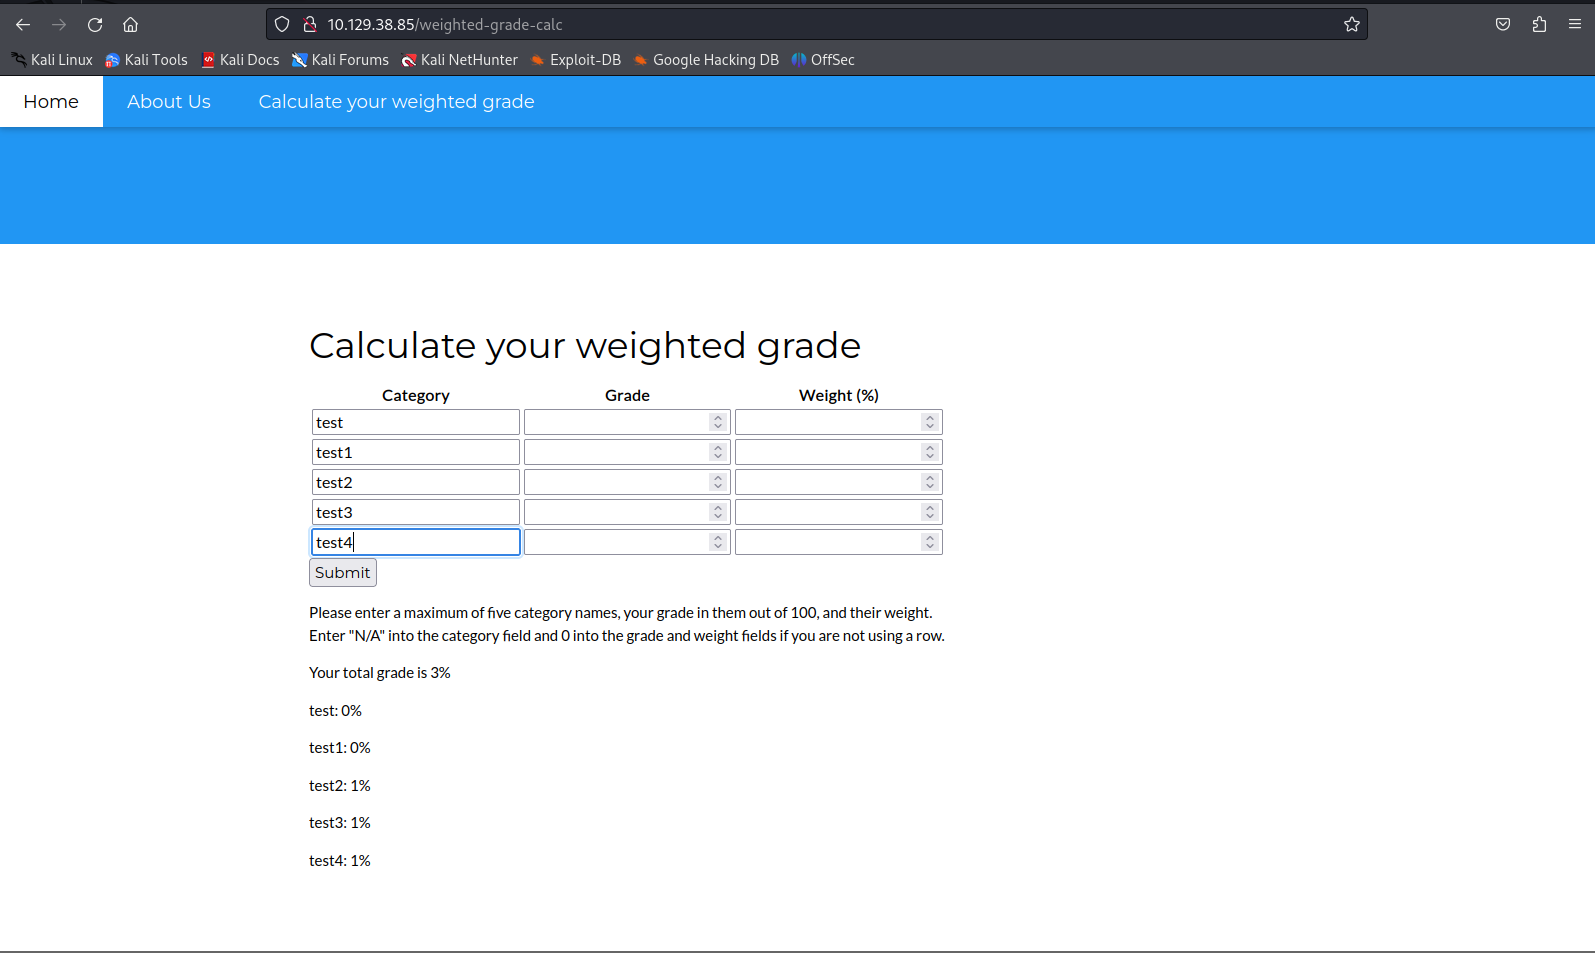 10.129.38.85/weighted-grade-calc
Kali Linux Kali Tools Kali Docs Kali Forums Kali NetHunter Exploit-DB Google Hacking DB OffSec
Home About Us Calculate your weighted grade
Calculate your weighted grade
Category Grade Weight (%)
test
test1
test2
test3
test4
Submit
Please enter a maximum of five category names, your grade in them out of 100, and their weight.
Enter "N/A" into the category field and 0 into the grade and weight fields if you are not using a row.
Your total grade is 3%
test: 0%
test1: 0%
test2: 1%
test3: 1%
test4: 1%